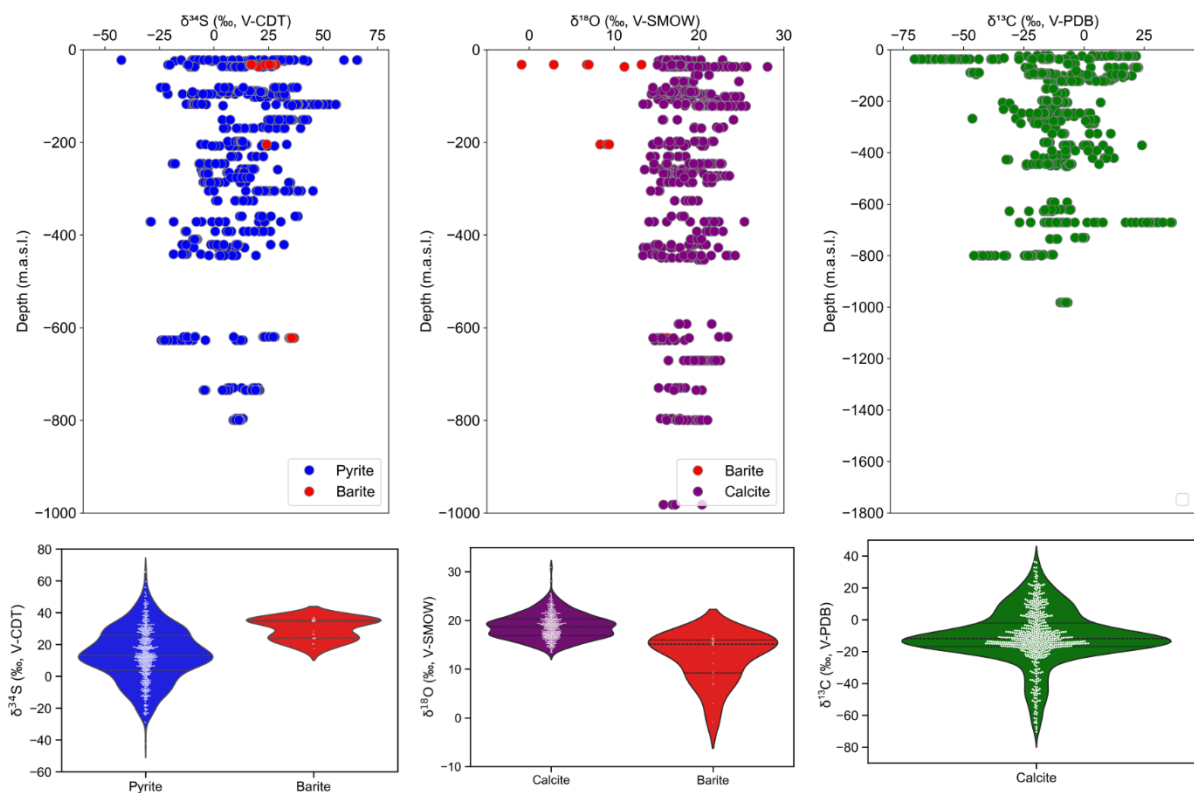 δ³⁴S (‰, V-CDT)
−50 −25 0 25 50 75
0
−200
−400
−600
−800
−1000
Depth (m.a.s.l.)
Pyrite
Barite
δ¹⁸O (‰, V-SMOW)
0 10 20 30
0
−200
−400
−600
−800
−1000
Depth (m.a.s.l.)
Barite
Calcite
δ¹³C (‰, V-PDB)
−75 −50 −25 0 25
0
−200
−400
−600
−800
−1000
−1200
−1400
−1600
−1800
Depth (m.a.s.l.)
80
60
40
20
0
−20
−40
−60
δ³⁴S (‰, V-CDT)
Pyrite Barite
30
20
10
0
−10
δ¹⁸O (‰, V-SMOW)
Calcite Barite
40
20
0
−20
−40
−60
−80
δ¹³C (‰, V-PDB)
Calcite